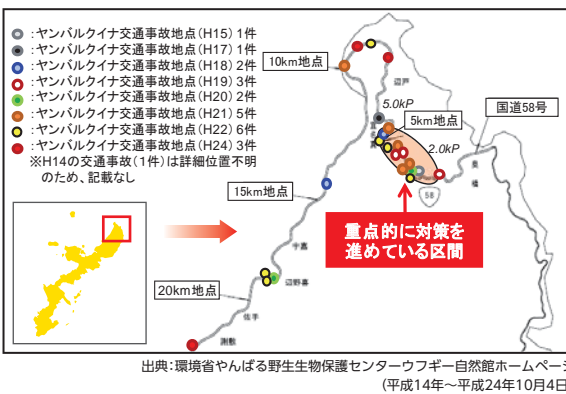 :ヤンバルクイナ交通事故地点(H15)1件
:ヤンバルクイナ交通事故地点(H17)1件
:ヤンバルクイナ交通事故地点(H18)2件
:ヤンバルクイナ交通事故地点(H19)3件
:ヤンバルクイナ交通事故地点(H20)2件
:ヤンバルクイナ交通事故地点(H21)5件
:ヤンバルクイナ交通事故地点(H22)6件
:ヤンバルクイナ交通事故地点(H24)3件
※H14の交通事故(1件)は詳細位置不明
のため、記載なし
10km地点
辺戸
5.0kP
5km地点
国道58号
2.0kP
奥
58
重点的に対策を
進めている区間
15km地点
宇嘉
辺野喜
20km地点
佐手
謝敷
出典:環境省やんばる野生生物保護センターウフギー自然館ホームページ
(平成14年～平成24年10月4日